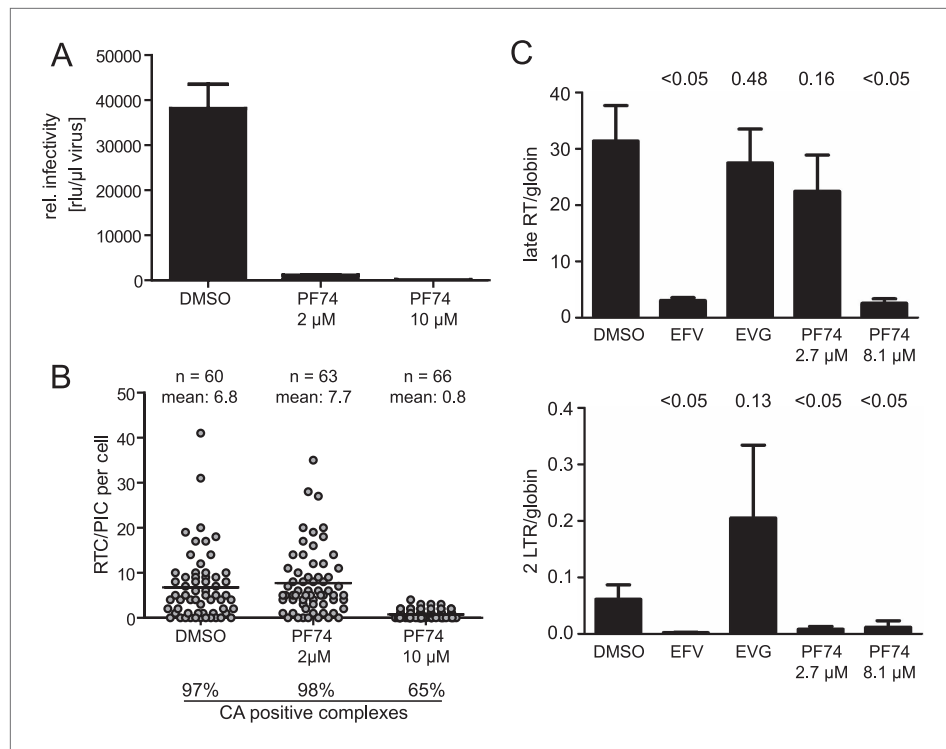 A
rel. infectivity
[rlu/µl virus]
50000
40000
30000
20000
10000
0
DMSO
PF74
2 µM
PF74
10 µM
B
n = 60
mean: 6.8
n = 63
mean: 7.7
n = 66
mean: 0.8
RTC/PIC per cell
50
40
30
20
10
0
DMSO
PF74
2µM
PF74
10 µM
97% 98% 65%
CA positive complexes
C
<0.05 0.48 0.16 <0.05
late RT/globin
40
30
20
10
0
DMSO EFV EVG PF74 PF74
2.7 µM 8.1 µM
<0.05 0.13 <0.05 <0.05
2 LTR/globin
0.4
0.3
0.2
0.1
0.0
DMSO EFV EVG PF74 PF74
2.7 µM 8.1 µM